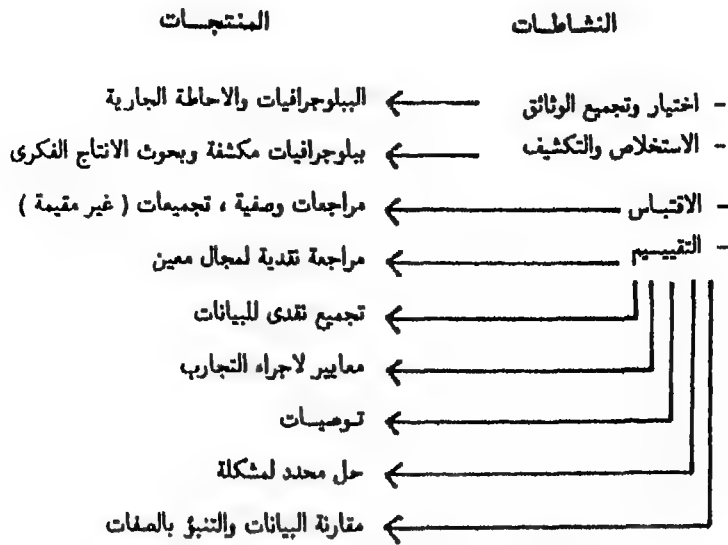 النشاطات المنتجات
- اختيار وتجميع الوثائق الببلوجرافيات والاحاطة الجارية
- الاستخلاص والتكشيف ببلوجرافيات مكشفة وبحوث الانتاج الفكرى
- الاقتباس مراجعات وصفية ، تجميعات ( غير مقيمة )
- التقييم مراجعة نقدية لمجال معين
تجميع نقدى للبيانات
معايير لاجراء التجارب
توصيات
حل محدد لمشكلة
مقارنة البيانات والتنبؤ بالصفات